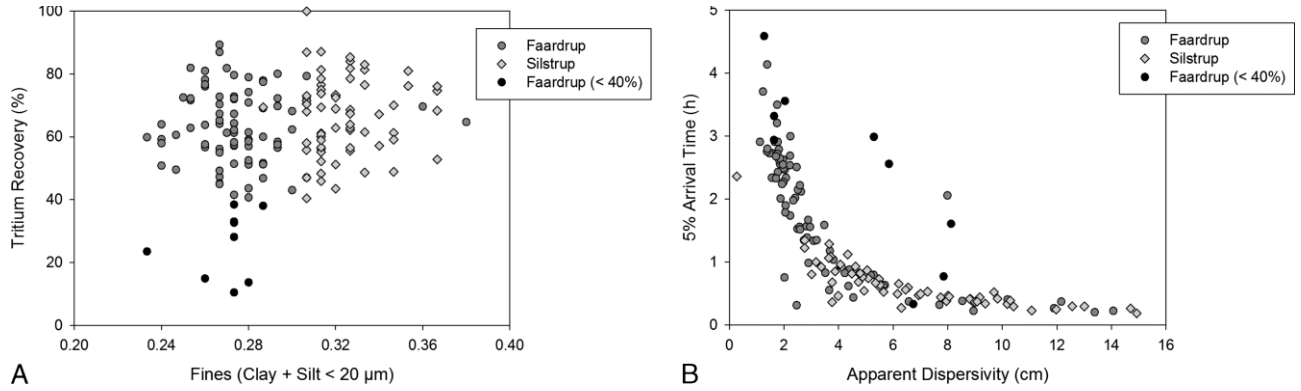 100
80
60
40
20
0
Tritium Recovery (%)
0.20
0.24
0.28
0.32
0.36
0.40
Fines (Clay + Silt < 20 µm)
A
Faardrup
Silstrup
Faardrup (< 40%)
5
4
3
2
1
0
5% Arrival Time (h)
0
2
4
6
8
10
12
14
16
Apparent Dispersivity (cm)
B
Faardrup
Silstrup
Faardrup (< 40%)